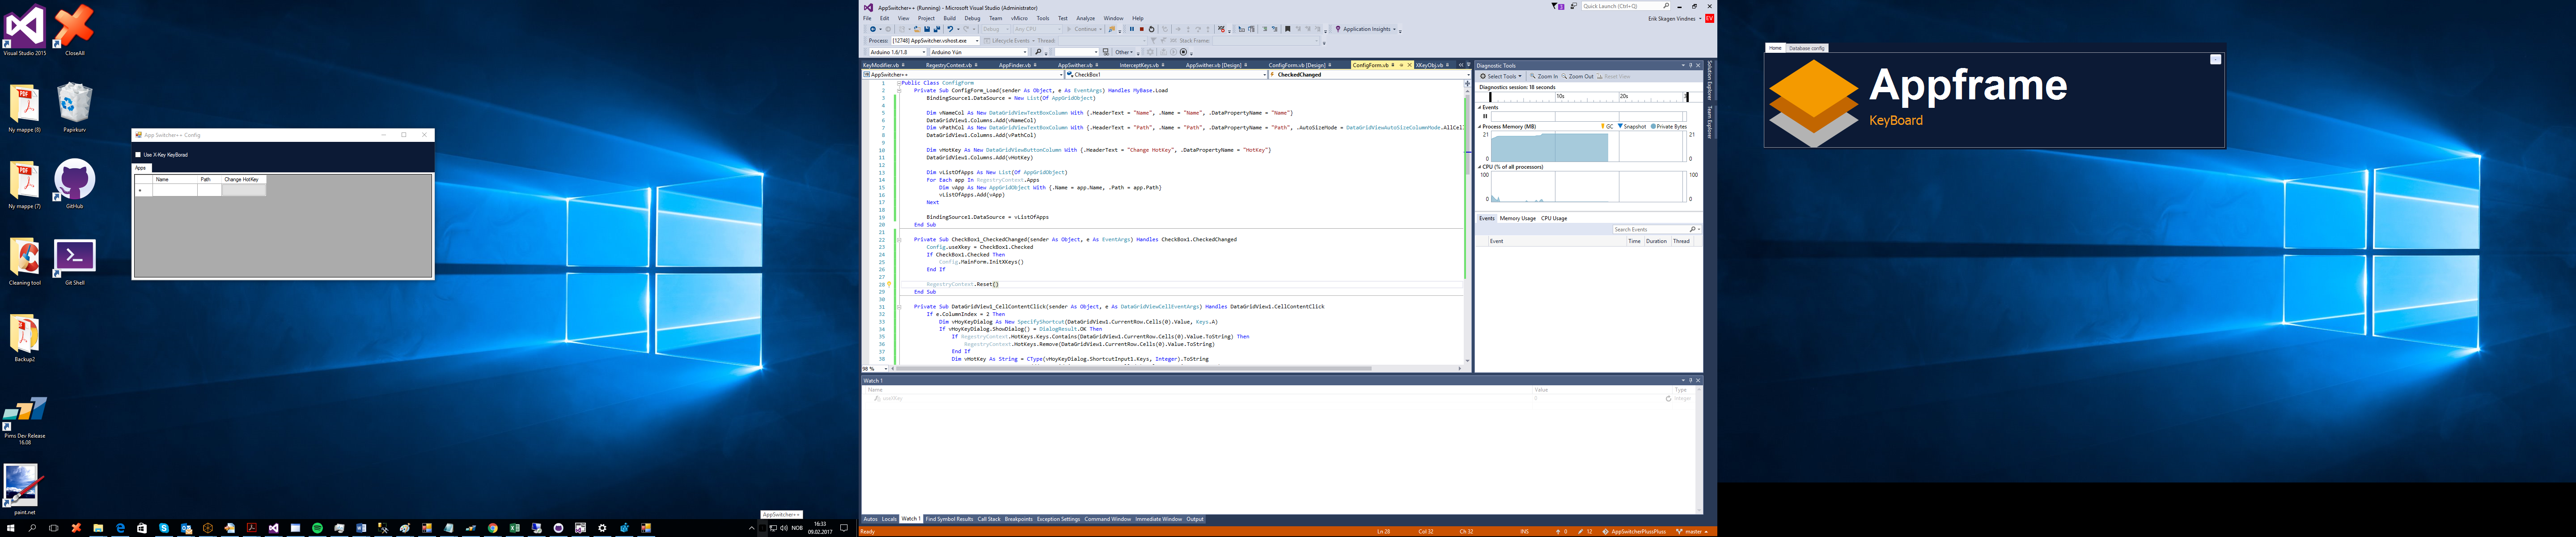 Visual Studio 2015
CloseAll
Ny mappe (8)
Papirkurv
Ny mappe (7)
GitHub
Cleaning tool
Git Shell
Backup2
Pims Dev Release
16.08
paint.net
App Switcher++ Config
Use X-Key KeyBorad
Apps
Name Path Change HotKey
AppSwitcher++
NOB
16:33
09.02.2017
AppSwitcher++ (Running) - Microsoft Visual Studio (Administrator)
Quick Launch (Ctrl+Q)
File Edit View Project Build Debug Team vMicro Tools Test Analyze Window Help
Erik Skagen Vindnes
Debug Any CPU Continue Application Insights
Process: [12748] AppSwitcher.vshost.exe Lifecycle Events Thread: Stack Frame:
Arduino 1.6/1.8 Arduino Yún Other
KeyModifier.vb RegestryContext.vb AppFinder.vb AppSwither.vb InterceptKeys.vb AppSwither.vb [Design] ConfigForm.vb [Design] ConfigForm.vb XKeyObj.vb
AppSwitcher++ CheckBox1 CheckedChanged
1 Public Class ConfigForm
2 Private Sub ConfigForm_Load(sender As Object, e As EventArgs) Handles MyBase.Load
3 BindingSource1.DataSource = New List(Of AppGridObject)
4
5 Dim vNameCol As New DataGridViewTextBoxColumn With {.HeaderText = "Name", .Name = "Name", .DataPropertyName = "Name"}
6 DataGridView1.Columns.Add(vNameCol)
7 Dim vPathCol As New DataGridViewTextBoxColumn With {.HeaderText = "Path", .Name = "Path", .DataPropertyName = "Path", .AutoSizeMode = DataGridViewAutoSizeColumnMode.AllCel
8 DataGridView1.Columns.Add(vPathCol)
9
10 Dim vHotKey As New DataGridViewButtonColumn With {.HeaderText = "Change HotKey", .DataPropertyName = "HotKey"}
11 DataGridView1.Columns.Add(vHotKey)
12
13 Dim vListOfApps As New List(Of AppGridObject)
14 For Each app In RegestryContext.Apps
15 Dim vApp As New AppGridObject With {.Name = app.Name, .Path = app.Path}
16 vListOfApps.Add(vApp)
17 Next
18
19 BindingSource1.DataSource = vListOfApps
20 End Sub
21
22 Private Sub CheckBox1_CheckedChanged(sender As Object, e As EventArgs) Handles CheckBox1.CheckedChanged
23 Config.useXkey = CheckBox1.Checked
24 If CheckBox1.Checked Then
25 Config.MainForm.InitXKeys()
26 End If
27
28 RegestryContext.Reset()
29 End Sub
30
31 Private Sub DataGridView1_CellContentClick(sender As Object, e As DataGridViewCellEventArgs) Handles DataGridView1.CellContentClick
32 If e.ColumnIndex = 2 Then
33 Dim vHoyKeyDialog As New SpecifyShortcut(DataGridView1.CurrentRow.Cells(0).Value, Keys.A)
34 If vHoyKeyDialog.ShowDialog() = DialogResult.OK Then
35 If RegestryContext.HotKeys.Keys.Contains(DataGridView1.CurrentRow.Cells(0).Value.ToString) Then
36 RegestryContext.HotKeys.Remove(DataGridView1.CurrentRow.Cells(0).Value.ToString)
37 End If
38 Dim vHotKey As String = CType(vHoyKeyDialog.ShortcutInput1.Keys, Integer).ToString
98 %
Diagnostic Tools
Select Tools Zoom In Zoom Out Reset View
Diagnostics session: 18 seconds
10s 20s
Events
Process Memory (MB) GC Snapshot Private Bytes
21 21
0 0
CPU (% of all processors)
100 100
0 0
Events Memory Usage CPU Usage
Search Events
Event Time Duration Thread
Solution Explorer
Team Explorer
Watch 1
Name Value Type
0 Integer
Autos Locals Watch 1 Find Symbol Results Call Stack Breakpoints Exception Settings Command Window Immediate Window Output
Ready Ln 28 Col 32 Ch 32 INS 0 12 AppSwitcherPlussPluss master
Home Database config
Appframe
KeyBoard